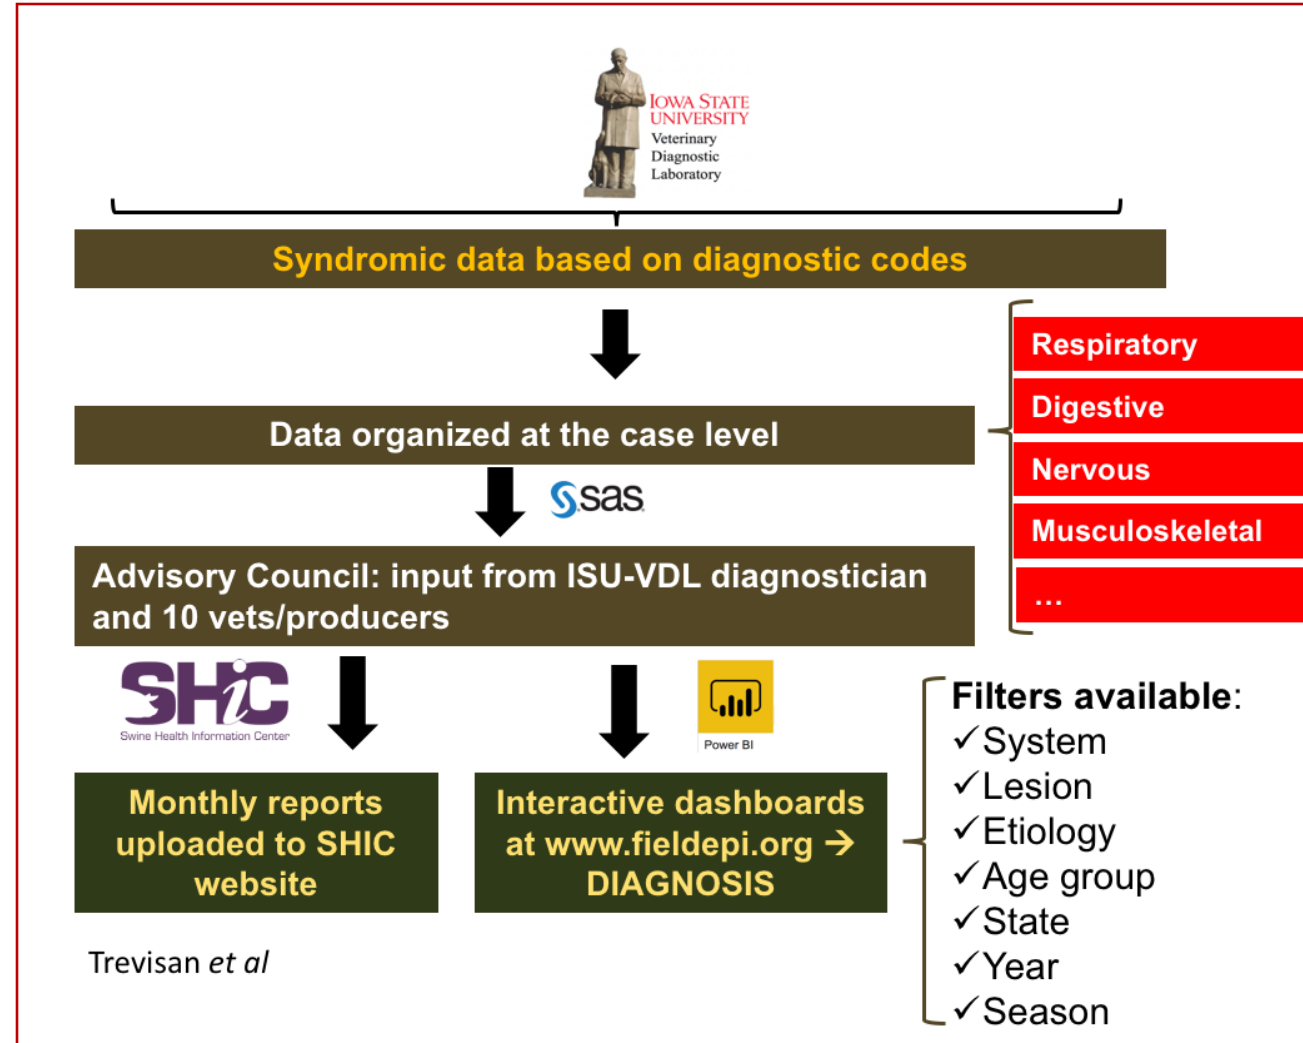 IOWA STATE
UNIVERSITY
Veterinary
Diagnostic
Laboratory
Syndromic data based on diagnostic codes
Data organized at the case level
Respiratory
Digestive
Nervous
Musculoskeletal
...
sas
Advisory Council: input from ISU-VDL diagnostician
and 10 vets/producers
SHiC
Swine Health Information Center
Power BI
Monthly reports
uploaded to SHIC
website
Interactive dashboards
at www.fieldepi.org →
DIAGNOSIS
Filters available:
✓System
✓Lesion
✓Etiology
✓Age group
✓State
✓Year
✓Season
Trevisan et al